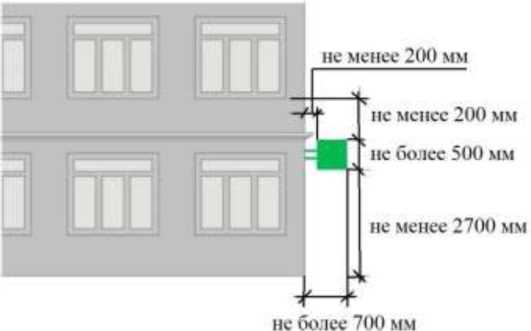 не менее 200 мм
не менее 200 мм
не более 500 мм
не менее 2700 мм
не более 700 мм